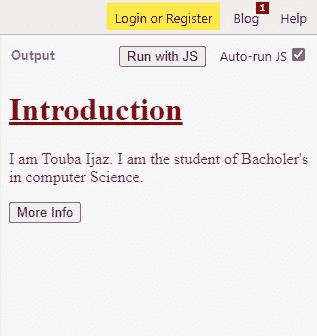 Login or Register Blog 1 Help
Output Run with JS Auto-run JS
Introduction
I am Touba Ijaz. I am the student of Bacholer's
in computer Science.
More Info